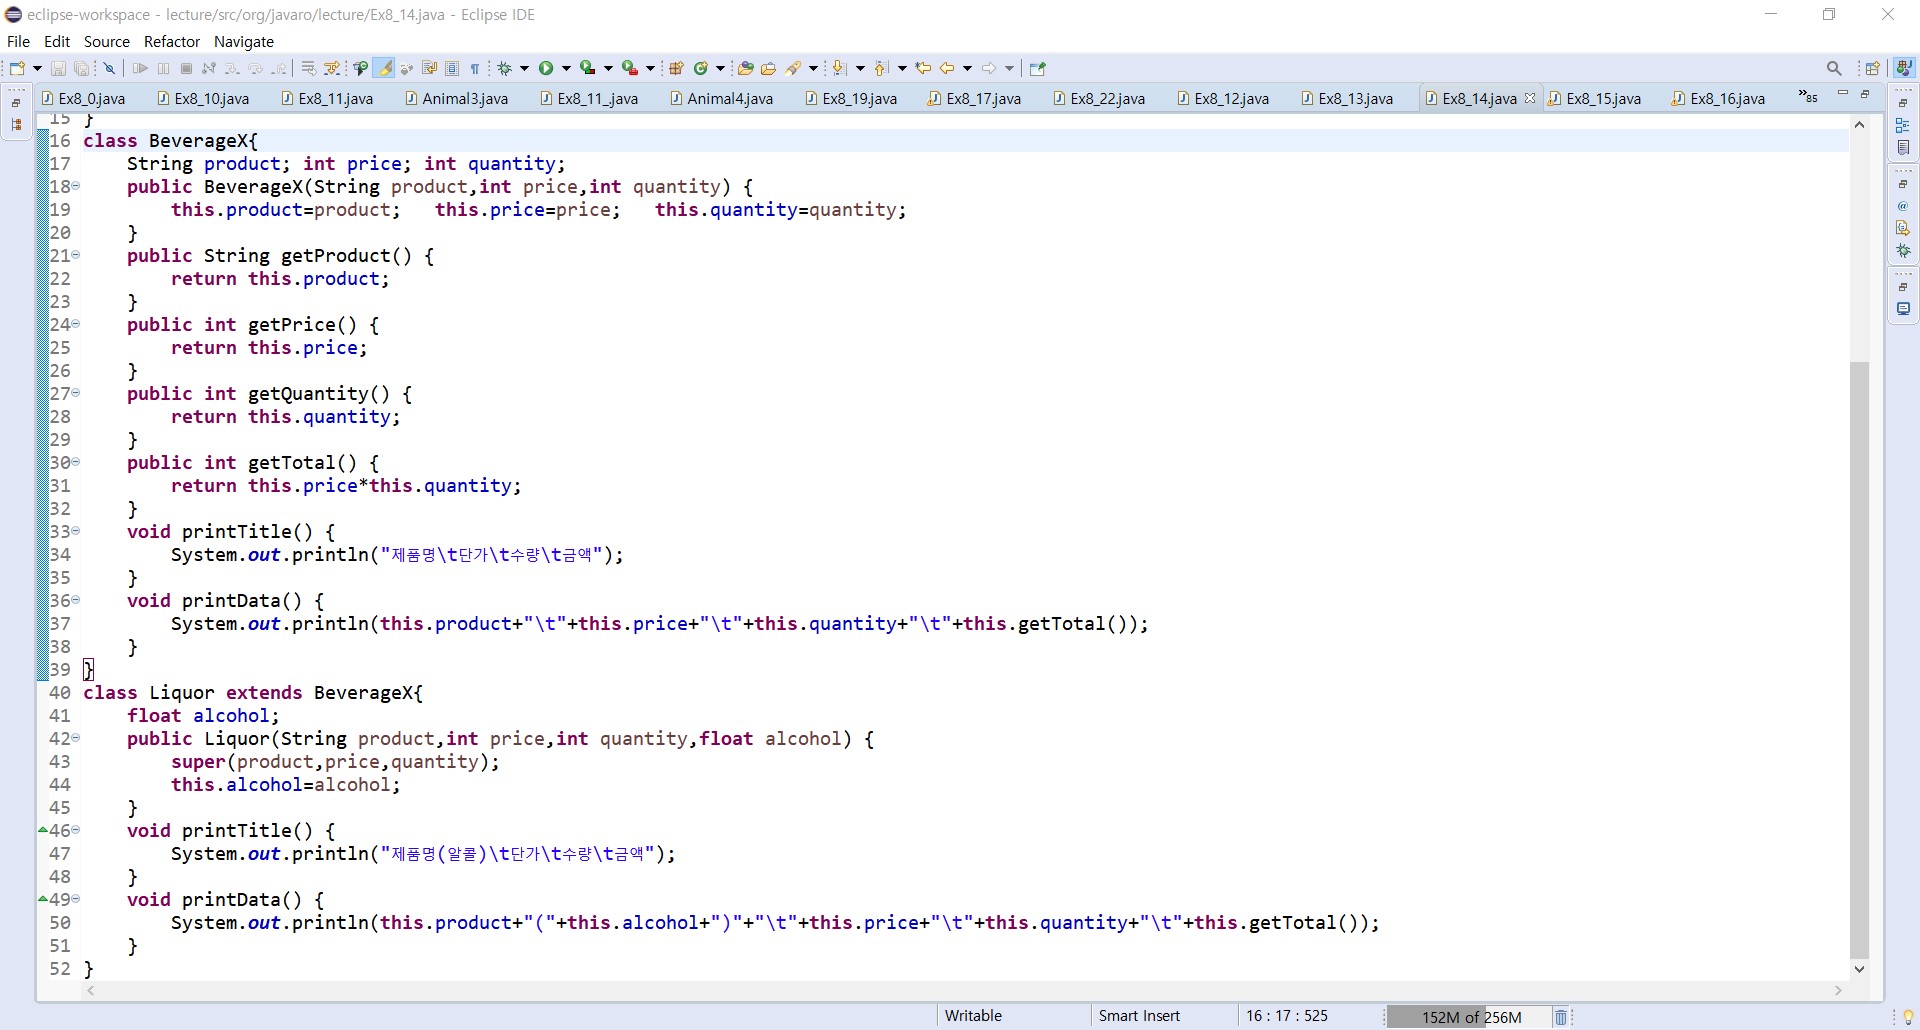 eclipse-workspace - lecture/src/org/javaro/lecture/Ex8_14.java - Eclipse IDE
File Edit Source Refactor Navigate
Ex8_0.java Ex8_10.java Ex8_11.java Animal3.java Ex8_11_.java Animal4.java Ex8_19.java Ex8_17.java Ex8_22.java Ex8_12.java Ex8_13.java Ex8_14.java Ex8_15.java Ex8_16.java »85
15 }
16 class BeverageX{
17 String product; int price; int quantity;
18 public BeverageX(String product,int price,int quantity) {
19 this.product=product; this.price=price; this.quantity=quantity;
20 }
21 public String getProduct() {
22 return this.product;
23 }
24 public int getPrice() {
25 return this.price;
26 }
27 public int getQuantity() {
28 return this.quantity;
29 }
30 public int getTotal() {
31 return this.price*this.quantity;
32 }
33 void printTitle() {
34 System.out.println("제품명\t단가\t수량\t금액");
35 }
36 void printData() {
37 System.out.println(this.product+"\t"+this.price+"\t"+this.quantity+"\t"+this.getTotal());
38 }
39 }
40 class Liquor extends BeverageX{
41 float alcohol;
42 public Liquor(String product,int price,int quantity,float alcohol) {
43 super(product,price,quantity);
44 this.alcohol=alcohol;
45 }
46 void printTitle() {
47 System.out.println("제품명(알콜)\t단가\t수량\t금액");
48 }
49 void printData() {
50 System.out.println(this.product+"("+this.alcohol+")"+"\t"+this.price+"\t"+this.quantity+"\t"+this.getTotal());
51 }
52 }
Writable Smart Insert 16 : 17 : 525 152M of 256M